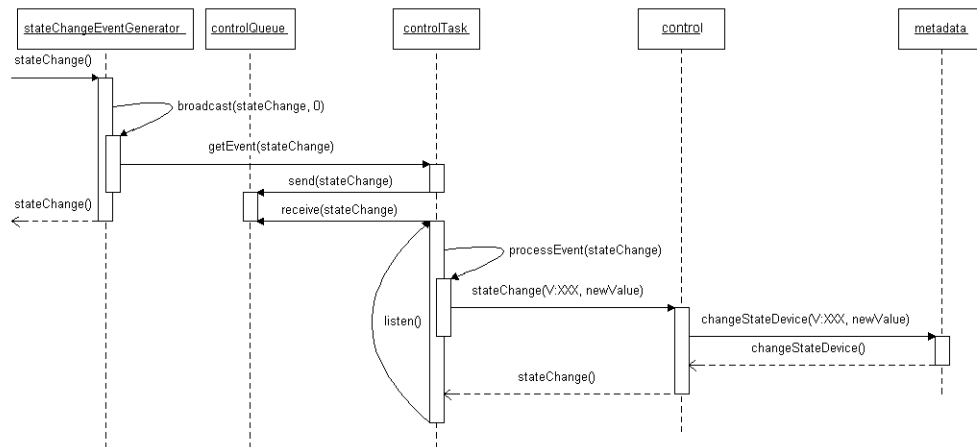 stateChangeEventGenerator
controlQueue
controlTask
control
metadata
stateChange()
broadcast(stateChange, 0)
getEvent(stateChange)
send(stateChange)
stateChange()
receive(stateChange)
processEvent(stateChange)
stateChange(V:XXX, newValue)
listen()
changeStateDevice(V:XXX, newValue)
changeStateDevice()
stateChange()